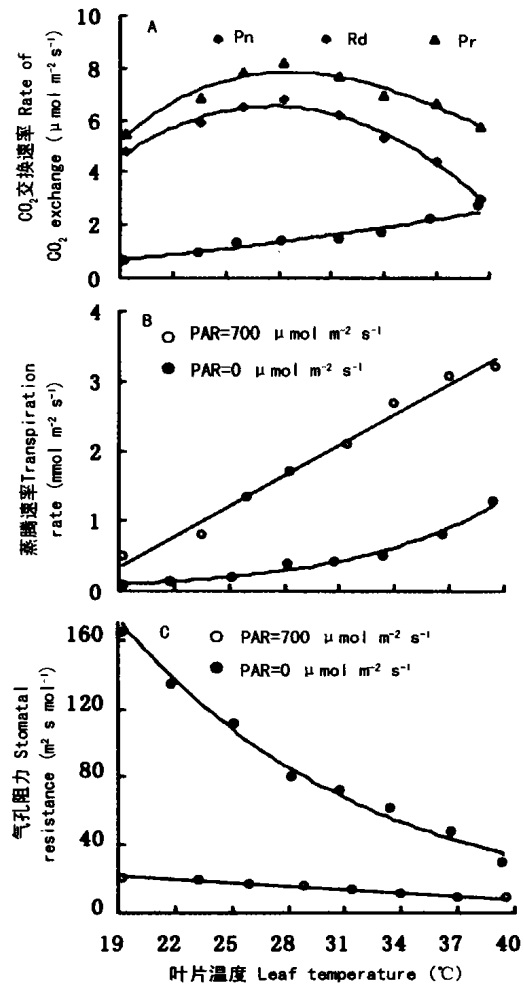 10
A
Pn
Rd
Pr
8
6
4
2
0
CO₂交换速率 Rate of
CO₂ exchange (μmol m⁻² s⁻¹)
4
B
PAR=700 μmol m⁻² s⁻¹
PAR=0 μmol m⁻² s⁻¹
3
2
1
0
蒸腾速率Transpiration
rate (mmol m⁻² s⁻¹)
160
C
PAR=700 μmol m⁻² s⁻¹
PAR=0 μmol m⁻² s⁻¹
120
80
40
0
气孔阻力 Stomatal
resistance (m² s mol⁻¹)
19 22 25 28 31 34 37 40
叶片温度 Leaf temperature (℃)